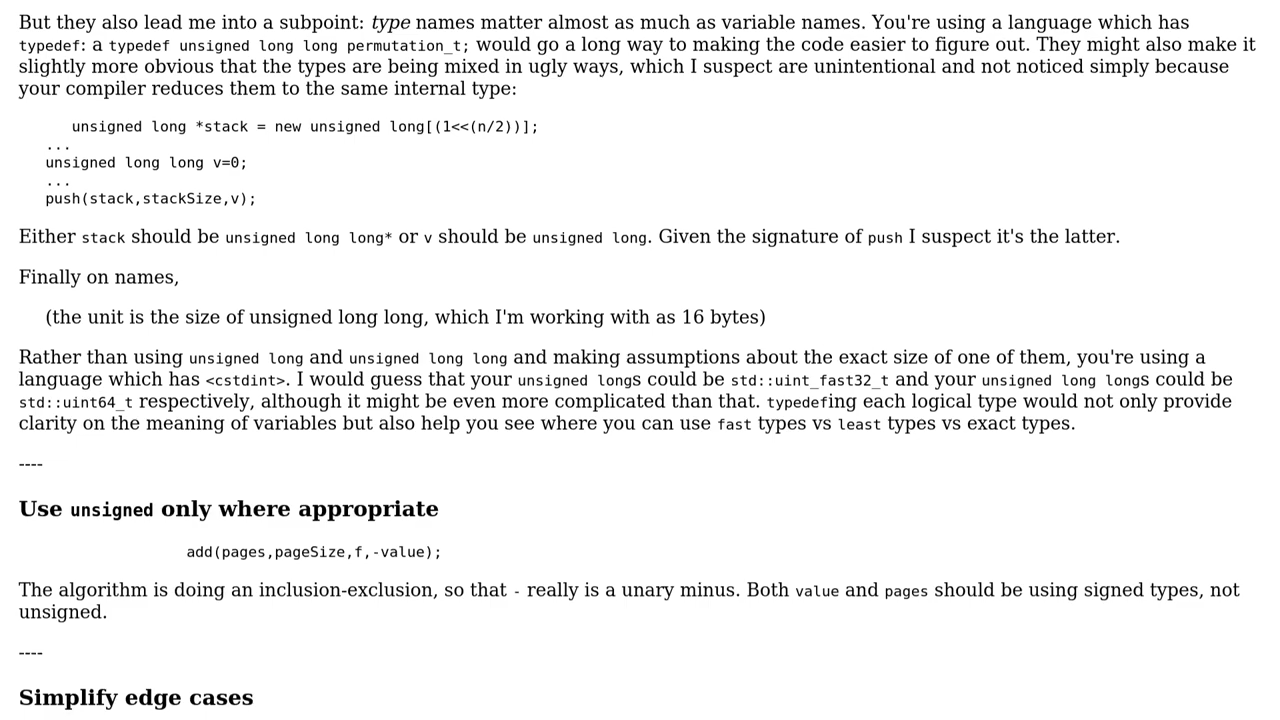 But they also lead me into a subpoint: type names matter almost as much as variable names. You're using a language which has
typedef: a typedef unsigned long long permutation_t; would go a long way to making the code easier to figure out. They might also make it
slightly more obvious that the types are being mixed in ugly ways, which I suspect are unintentional and not noticed simply because
your compiler reduces them to the same internal type:
unsigned long *stack = new unsigned long[(1<<(n/2))];
...
unsigned long long v=0;
...
push(stack,stackSize,v);
Either stack should be unsigned long long* or v should be unsigned long. Given the signature of push I suspect it's the latter.
Finally on names,
(the unit is the size of unsigned long long, which I'm working with as 16 bytes)
Rather than using unsigned long and unsigned long long and making assumptions about the exact size of one of them, you're using a
language which has <cstdint>. I would guess that your unsigned longs could be std::uint_fast32_t and your unsigned long longs could be
std::uint64_t respectively, although it might be even more complicated than that. typedefing each logical type would not only provide
clarity on the meaning of variables but also help you see where you can use fast types vs least types vs exact types.
----
Use unsigned only where appropriate
add(pages,pageSize,f,-value);
The algorithm is doing an inclusion-exclusion, so that - really is a unary minus. Both value and pages should be using signed types, not
unsigned.
----
Simplify edge cases